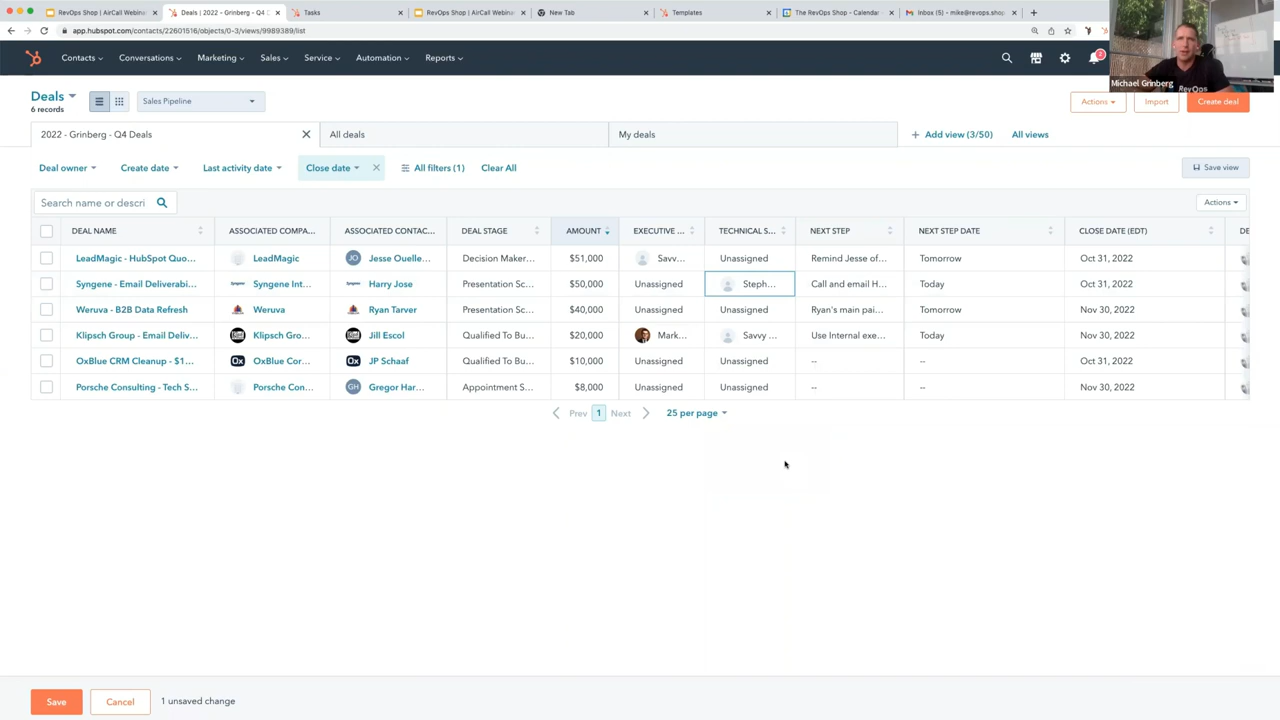 RevOps Shop | AirCall Webinar
Deals | 2022 - Grinberg - Q4
Tasks
RevOps Shop | AirCall Webinar
New Tab
Templates
The RevOps Shop - Calendar
Inbox (5) - mike@revops.shop
app.hubspot.com/contacts/22601516/objects/0-3/views/9989389/list
Contacts
Conversations
Marketing
Sales
Service
Automation
Reports
2
Michael Grinberg
RevOps
Deals
6 records
Sales Pipeline
Actions
Import
Create deal
2022 - Grinberg - Q4 Deals
All deals
My deals
Add view (3/50)
All views
Deal owner
Create date
Last activity date
Close date
All filters (1)
Clear All
Save view
Search name or descri
Actions
DEAL NAME ASSOCIATED COMPA... ASSOCIATED CONTAC... DEAL STAGE AMOUNT EXECUTIVE ... TECHNICAL S... NEXT STEP NEXT STEP DATE CLOSE DATE (EDT) DE
LeadMagic - HubSpot Quo... LeadMagic JO Jesse Ouelle... Decision Maker... $51,000 Savv... Unassigned Remind Jesse of... Tomorrow Oct 31, 2022
Syngene - Email Deliverabi... Syngene Int... Harry Jose Presentation Sc... $50,000 Unassigned Steph... Call and email H... Today Oct 31, 2022
Weruva - B2B Data Refresh Weruva Ryan Tarver Presentation Sc... $40,000 Unassigned Unassigned Ryan's main pai... Tomorrow Nov 30, 2022
Klipsch Group - Email Deliv... Klipsch Gro... Jill Escol Qualified To Bu... $20,000 Mark... Savvy ... Use Internal exe... Today Nov 30, 2022
OxBlue CRM Cleanup - $1... Ox OxBlue Cor... Ox JP Schaaf Qualified To Bu... $10,000 Unassigned Unassigned -- -- Oct 31, 2022
Porsche Consulting - Tech S... Porsche Con... GH Gregor Har... Appointment S... $8,000 Unassigned Unassigned -- -- Nov 30, 2022
Prev 1 Next 25 per page
Save
Cancel
1 unsaved change